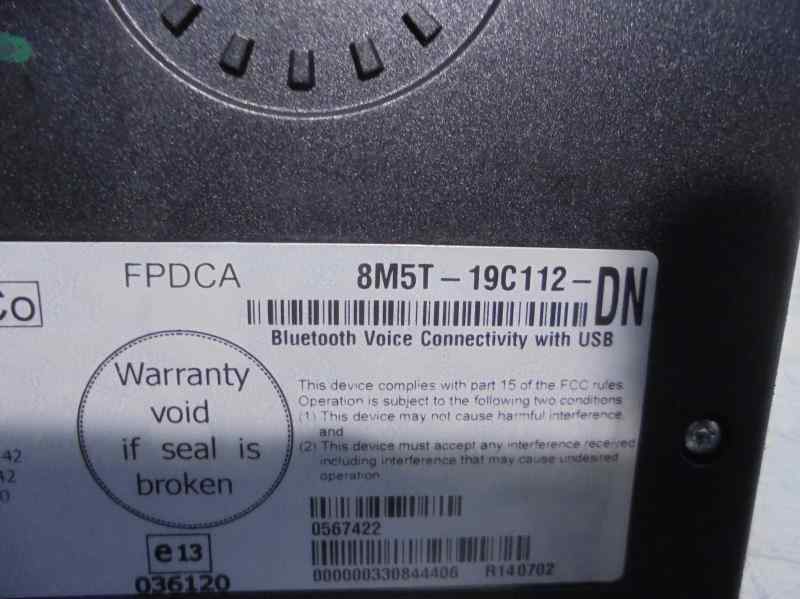 FPDCA 8M5T-19C112-DN
Co
Bluetooth Voice Connectivity with USB
Warranty
void
if seal is
broken
This device complies with part 15 of the FCC rules.
Operation is subject to the following two conditions
(1) This device may not cause harmful interference,
and
(2) This device must accept any interference received
including interference that may cause undesired
operation
42
42
0
0567422
e13
036120
000000330844406 R140702